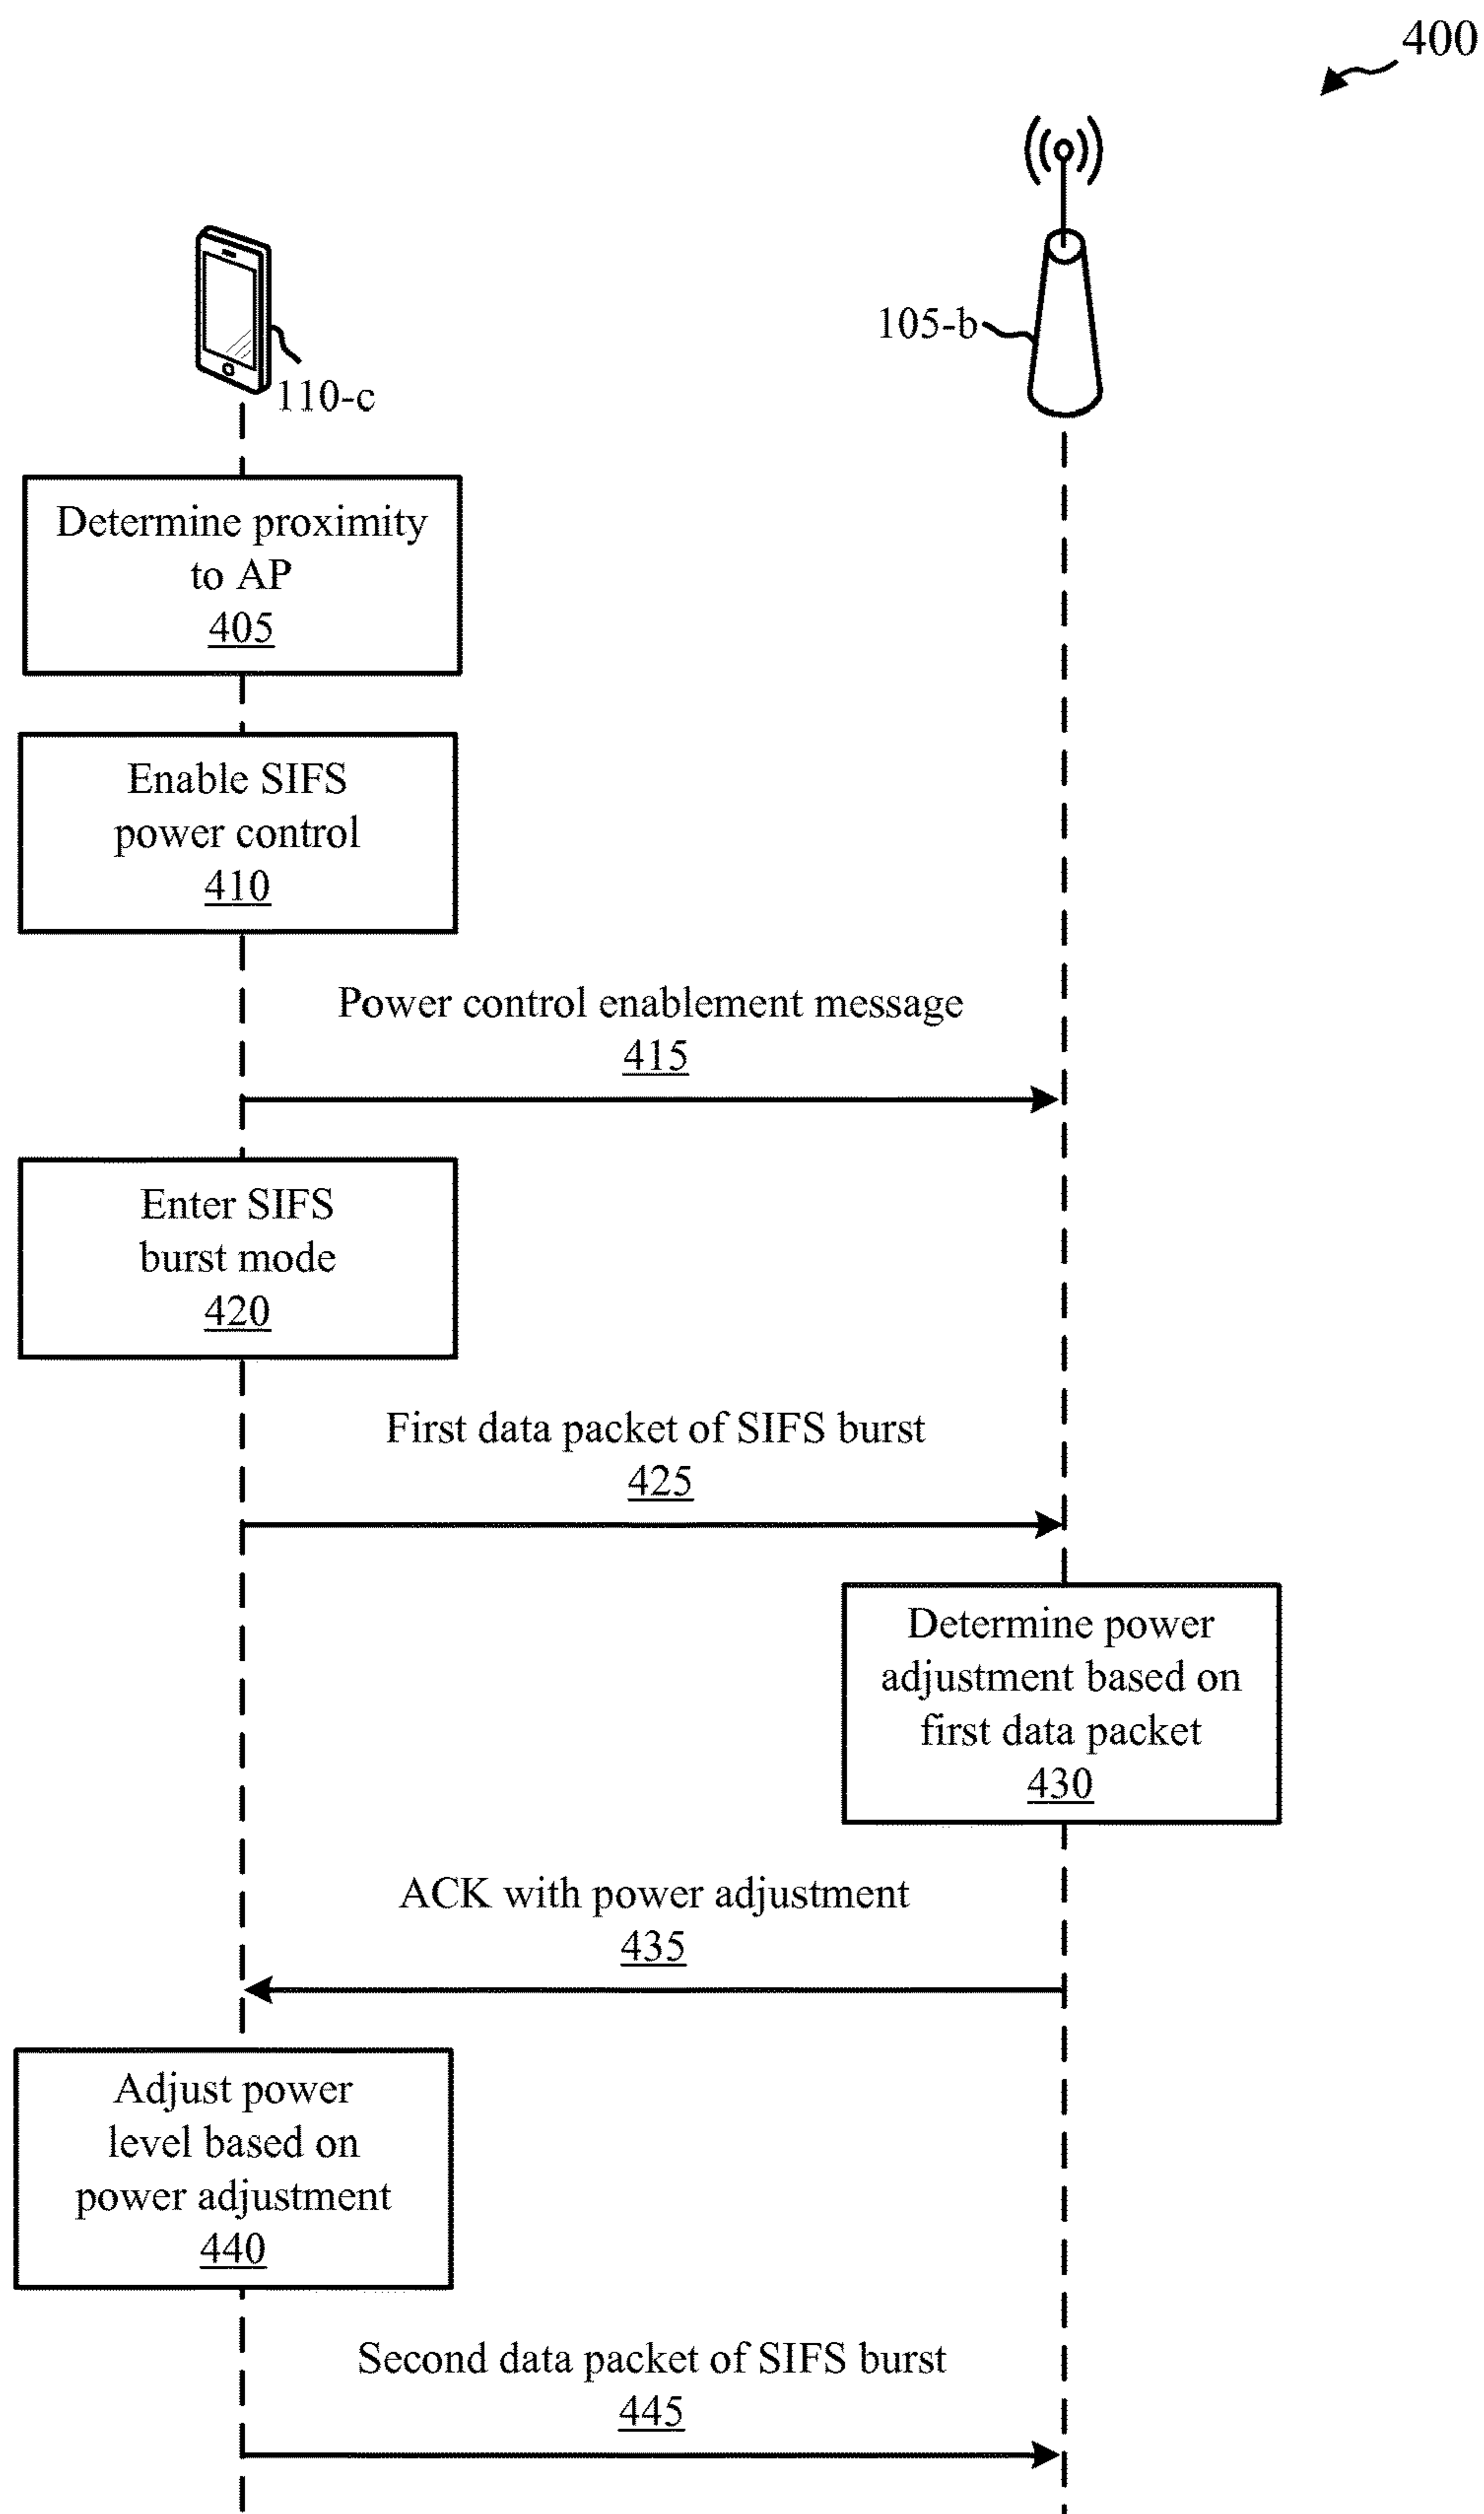 400
105-b
110-c
Determine proximity
to AP
405
Enable SIFS
power control
410
Power control enablement message
415
Enter SIFS
burst mode
420
First data packet of SIFS burst
425
Determine power
adjustment based on
first data packet
430
ACK with power adjustment
435
Adjust power
level based on
power adjustment
440
Second data packet of SIFS burst
445